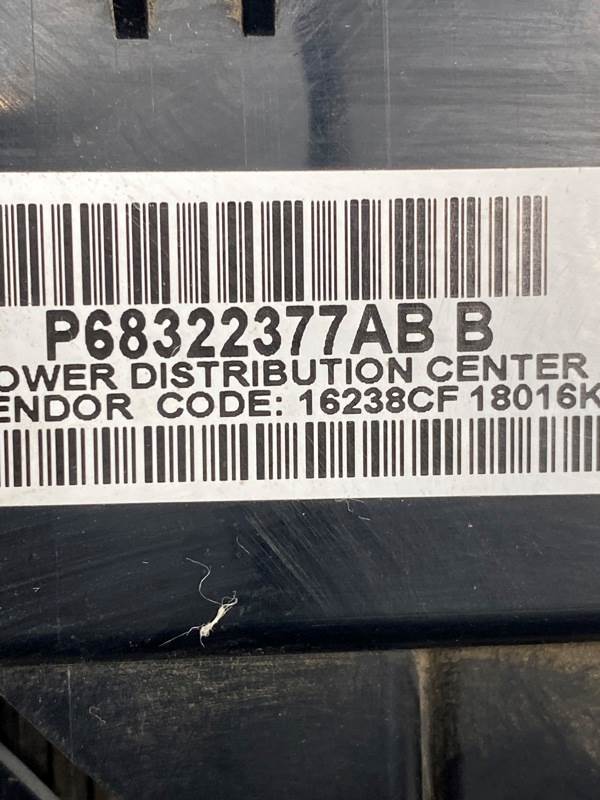 P68322377AB B
OWER DISTRIBUTION CENTER
ENDOR CODE: 16238CF 18016K